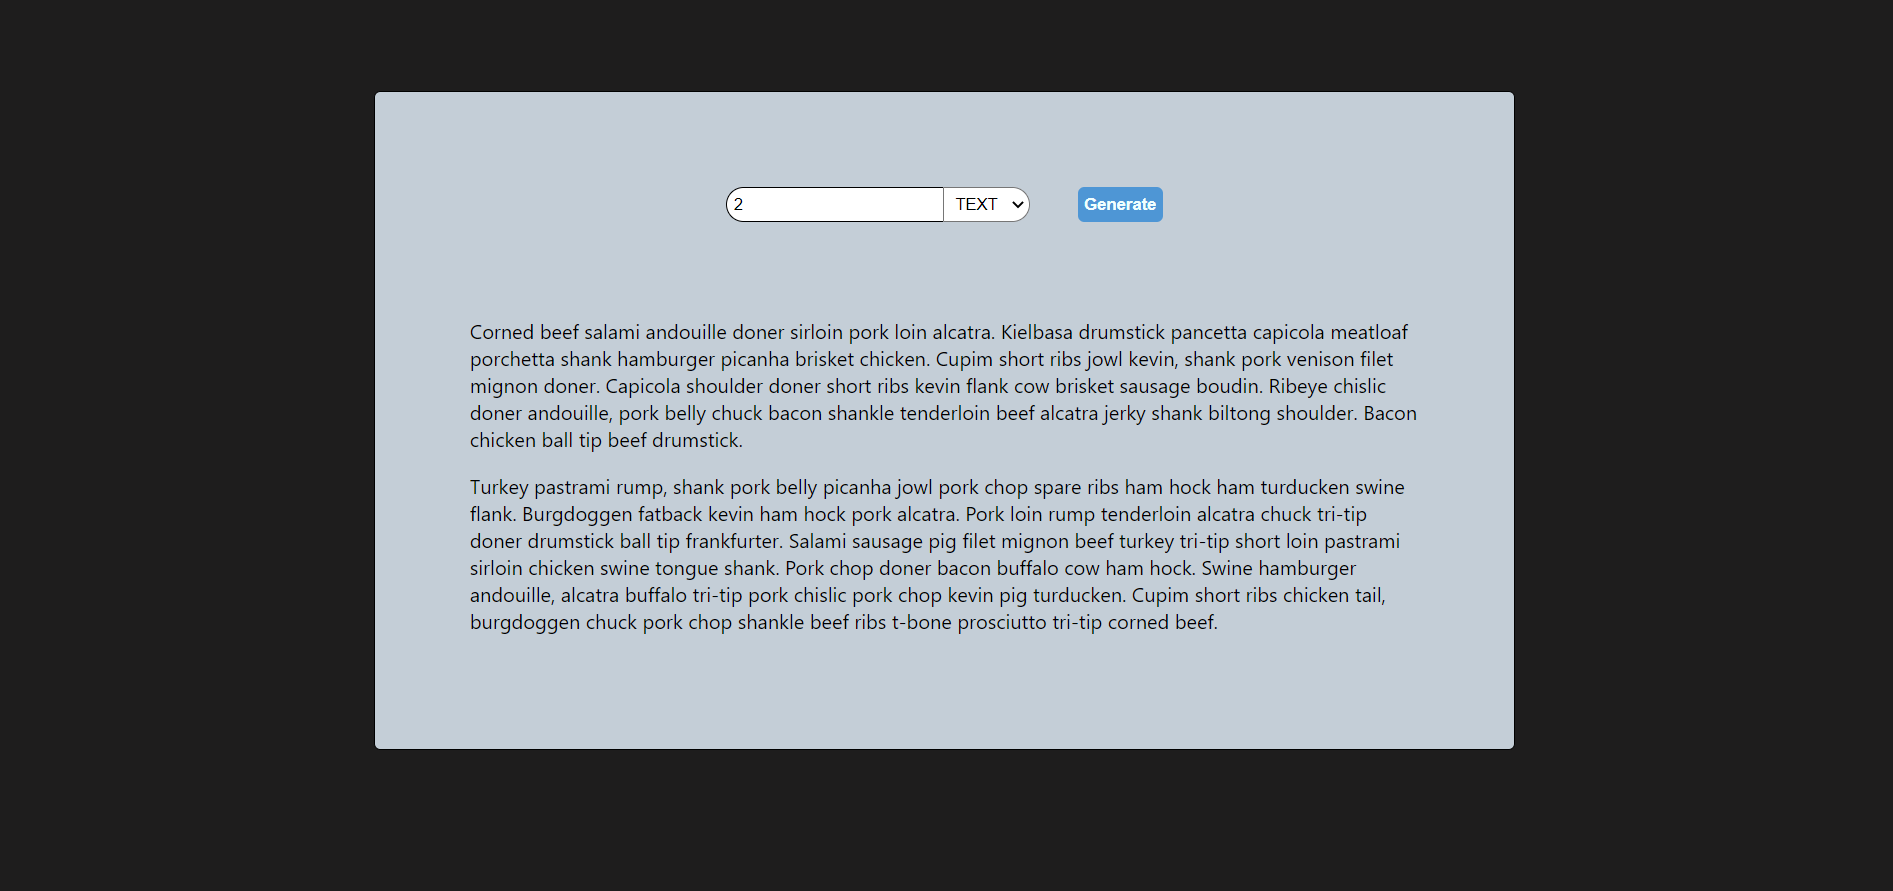 2 TEXT Generate
Corned beef salami andouille doner sirloin pork loin alcatra. Kielbasa drumstick pancetta capicola meatloaf
porchetta shank hamburger picanha brisket chicken. Cupim short ribs jowl kevin, shank pork venison filet
mignon doner. Capicola shoulder doner short ribs kevin flank cow brisket sausage boudin. Ribeye chislic
doner andouille, pork belly chuck bacon shankle tenderloin beef alcatra jerky shank biltong shoulder. Bacon
chicken ball tip beef drumstick.
Turkey pastrami rump, shank pork belly picanha jowl pork chop spare ribs ham hock ham turducken swine
flank. Burgdoggen fatback kevin ham hock pork alcatra. Pork loin rump tenderloin alcatra chuck tri-tip
doner drumstick ball tip frankfurter. Salami sausage pig filet mignon beef turkey tri-tip short loin pastrami
sirloin chicken swine tongue shank. Pork chop doner bacon buffalo cow ham hock. Swine hamburger
andouille, alcatra buffalo tri-tip pork chislic pork chop kevin pig turducken. Cupim short ribs chicken tail,
burgdoggen chuck pork chop shankle beef ribs t-bone prosciutto tri-tip corned beef.